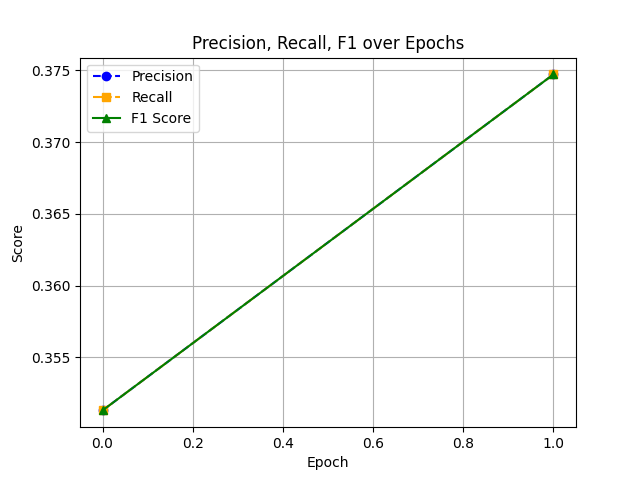 Precision, Recall, F1 over Epochs
Precision
Recall
F1 Score
0.375
0.370
0.365
0.360
0.355
Score
0.0 0.2 0.4 0.6 0.8 1.0
Epoch